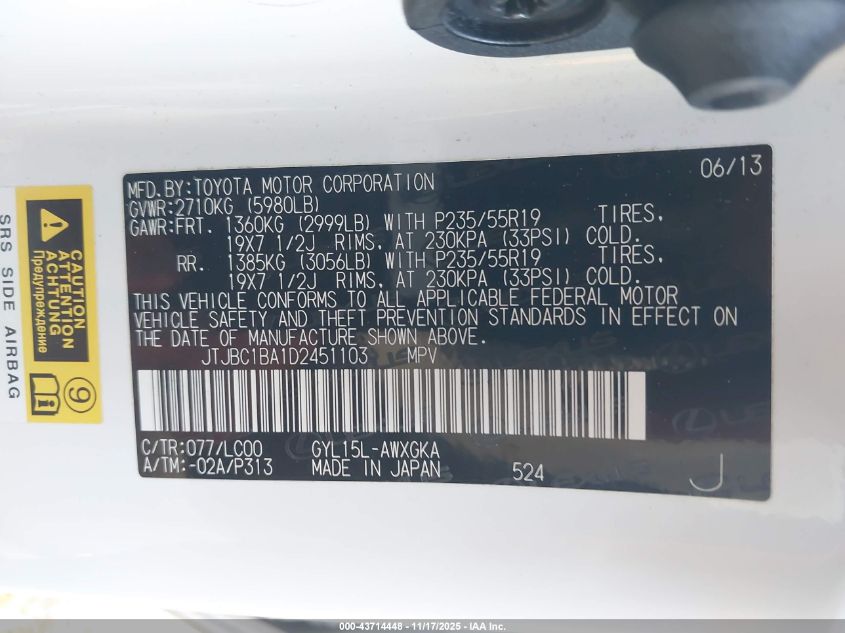 06/13
MFD. BY: TOYOTA MOTOR CORPORATION
GVWR: 2710KG (5980LB)
GAWR: FRT. 1360KG (2999LB) WITH P235/55R19 TIRES,
19X7 1/2J RIMS, AT 230KPA (33PSI) COLD.
RR. 1385KG (3056LB) WITH P235/55R19 TIRES,
19X7 1/2J RIMS, AT 230KPA (33PSI) COLD.
THIS VEHICLE CONFORMS TO ALL APPLICABLE FEDERAL MOTOR
VEHICLE SAFETY AND THEFT PREVENTION STANDARDS IN EFFECT ON
THE DATE OF MANUFACTURE SHOWN ABOVE.
JTJBC1BA1D2451103 MPV
C/TR: 077/LC00 GYL15L-AWXGKA
A/TM: -02A/P313 MADE IN JAPAN 524 J
SRS SIDE AIRBAG
CAUTION
ATTENTION
ACHTUNG
Предупреждение
9
LEXUS
000-43714448 - 11/17/2025 - IAA Inc.